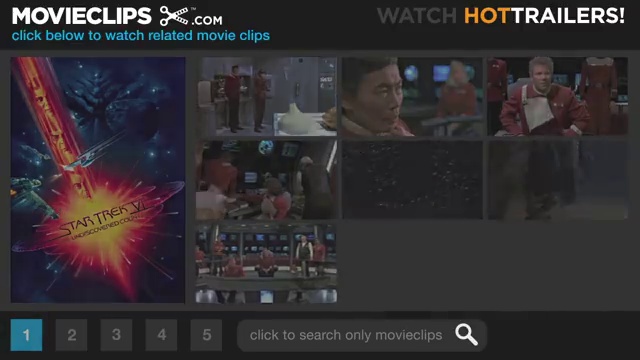 MOVIECLIPS ™ .COM
WATCH HOTTRAILERS!
click below to watch related movie clips
STAR TREK VI
UNDISCOVERED COUNTRY
1 2 3 4 5 click to search only movieclips